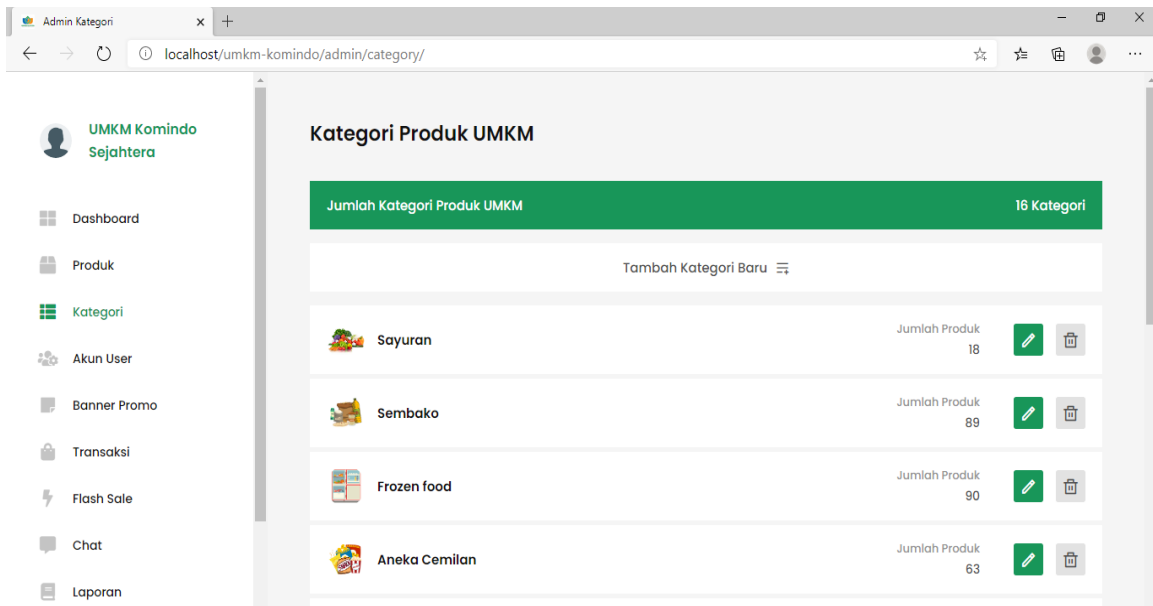 Admin Kategori
localhost/umkm-komindo/admin/category/
UMKM Komindo
Sejahtera
Dashboard
Produk
Kategori
Akun User
Banner Promo
Transaksi
Flash Sale
Chat
Laporan
Kategori Produk UMKM
Jumlah Kategori Produk UMKM 16 Kategori
Tambah Kategori Baru
Sayuran
Jumlah Produk
18
Sembako
Jumlah Produk
89
Frozen food
Jumlah Produk
90
Aneka Cemilan
Jumlah Produk
63